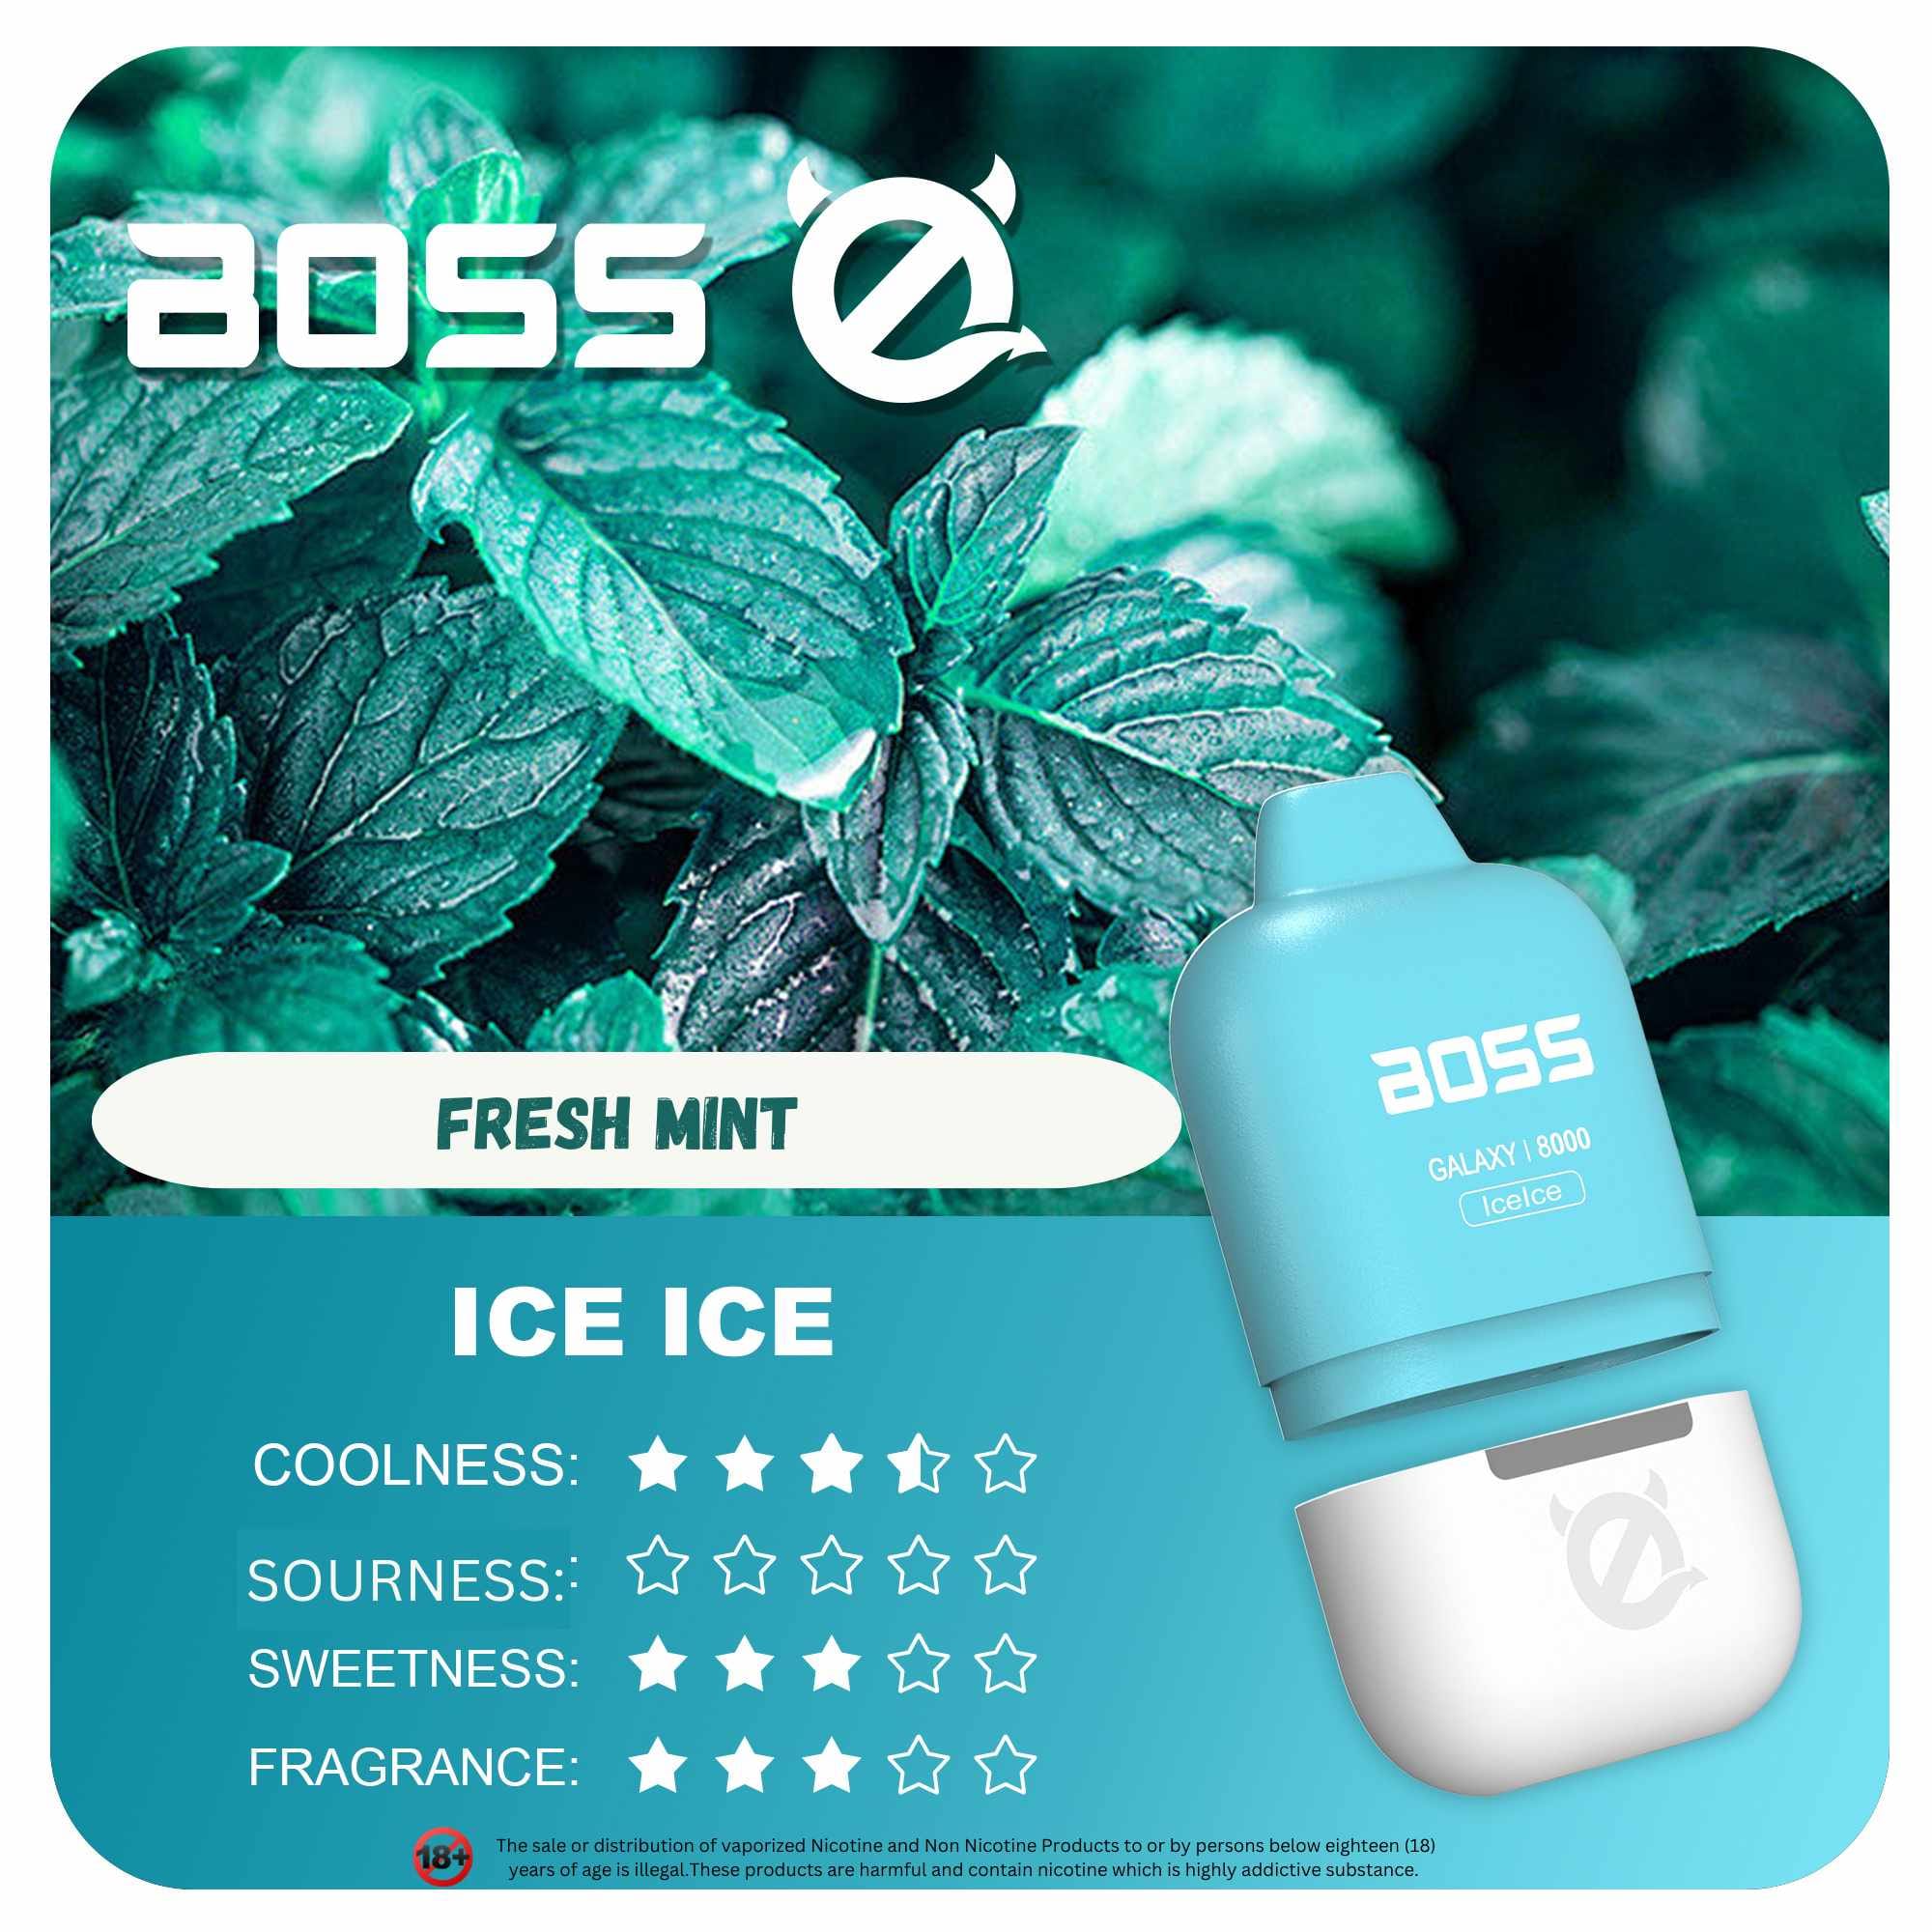 BOSS
FRESH MINT
BOSS
GALAXY | 8000
IceIce
ICE ICE
COOLNESS:
SOURNESS::
SWEETNESS:
FRAGRANCE:
18+
The sale or distribution of vaporized Nicotine and Non Nicotine Products to or by persons below eighteen (18)
years of age is illegal.These products are harmful and contain nicotine which is highly addictive substance.